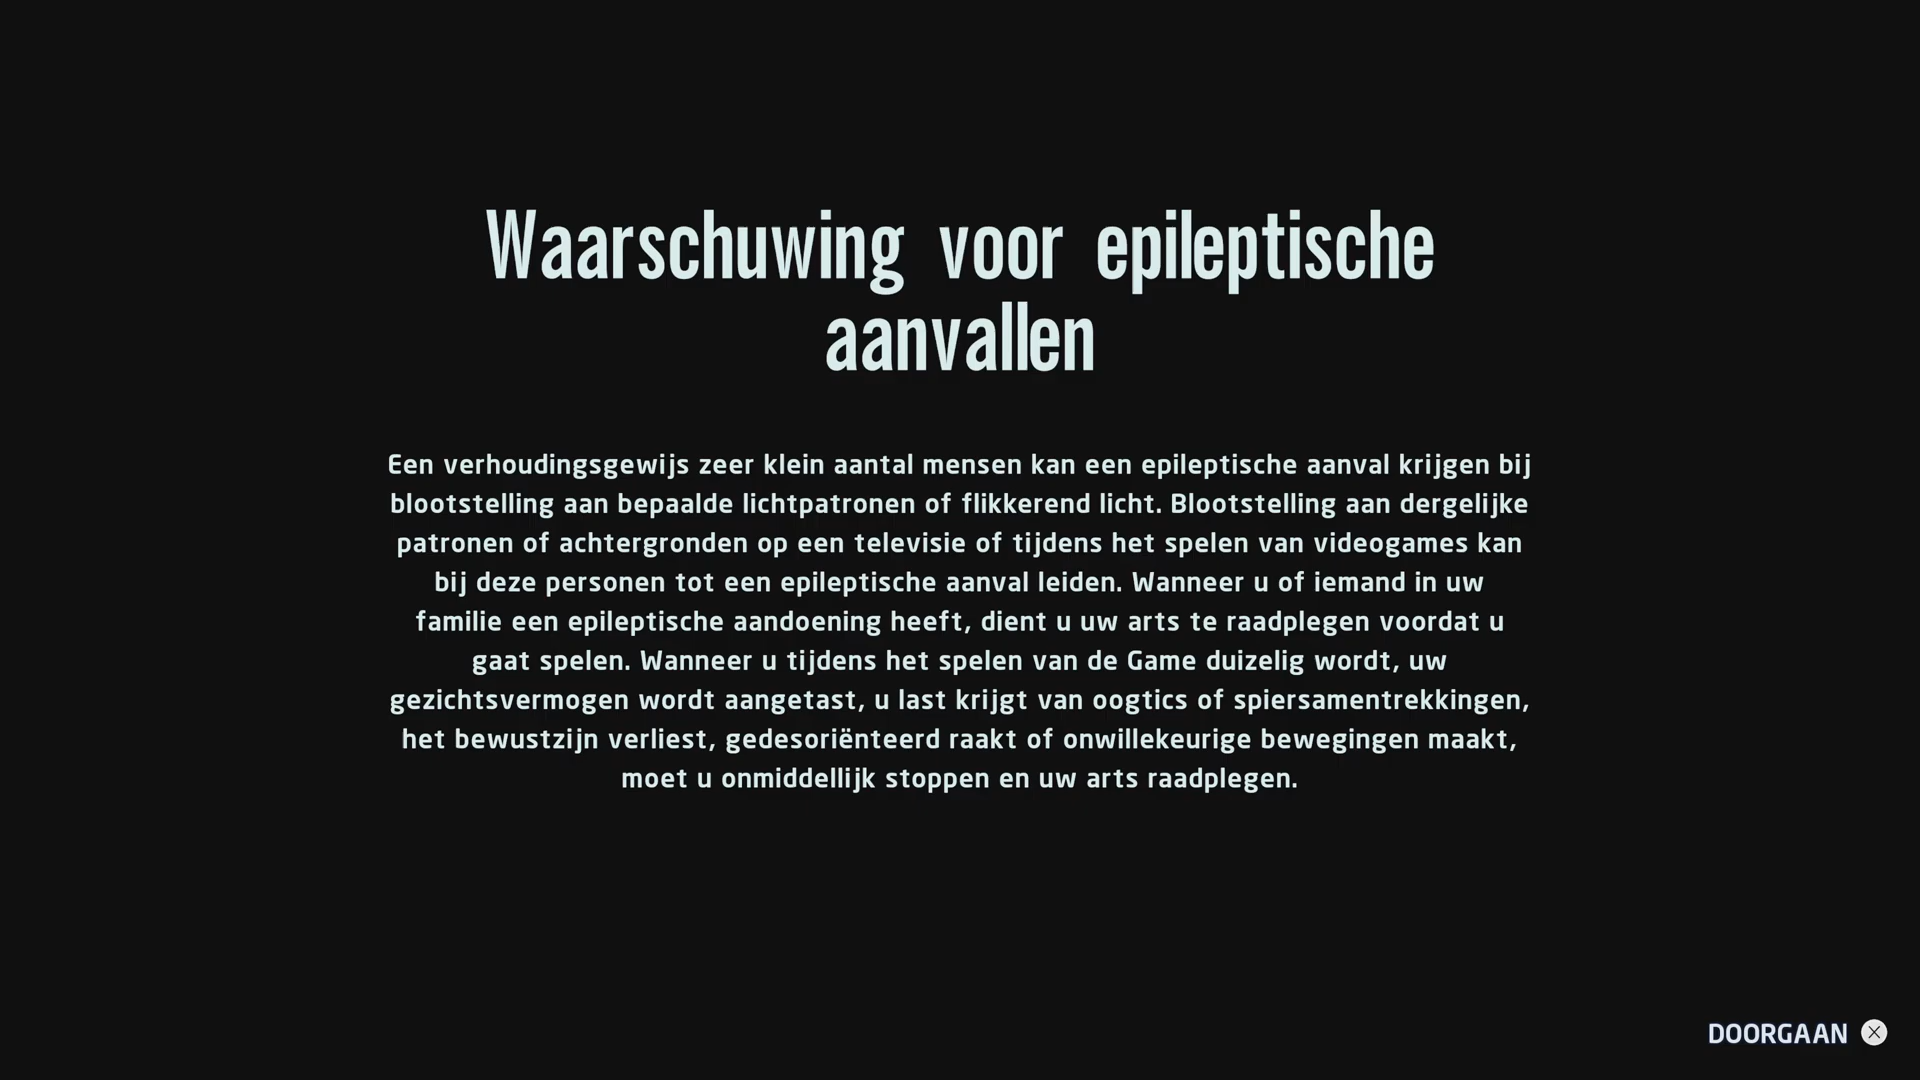 Waarschuwing voor epileptische
aanvallen
Een verhoudingsgewijs zeer klein aantal mensen kan een epileptische aanval krijgen bij
blootstelling aan bepaalde lichtpatronen of flikkerend licht. Blootstelling aan dergelijke
patronen of achtergronden op een televisie of tijdens het spelen van videogames kan
bij deze personen tot een epileptische aanval leiden. Wanneer u of iemand in uw
familie een epileptische aandoening heeft, dient u uw arts te raadplegen voordat u
gaat spelen. Wanneer u tijdens het spelen van de Game duizelig wordt, uw
gezichtsvermogen wordt aangetast, u last krijgt van oogtics of spiersamentrekkingen,
het bewustzijn verliest, gedesoriënteerd raakt of onwillekeurige bewegingen maakt,
moet u onmiddellijk stoppen en uw arts raadplegen.
DOORGAAN